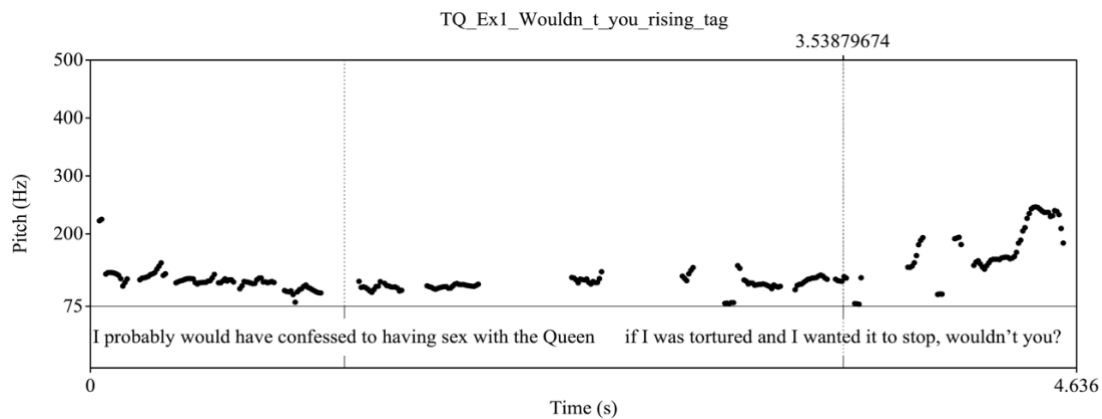 TQ_Ex1_Wouldn_t_you_rising_tag
3.53879674
500
400
300
200
75
Pitch (Hz)
I probably would have confessed to having sex with the Queen if I was tortured and I wanted it to stop, wouldn’t you?
0 4.636
Time (s)